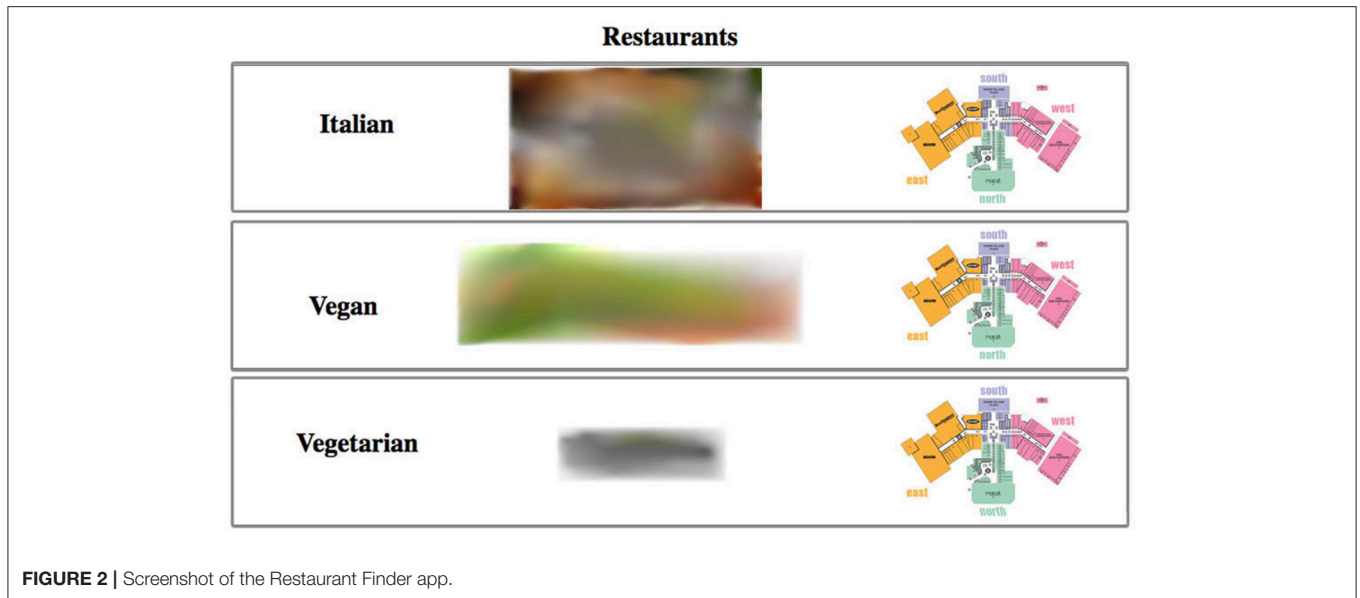 Restaurants
Italian
south
west
east
north
Vegan
south
west
east
north
Vegetarian
south
west
east
north
FIGURE 2 | Screenshot of the Restaurant Finder app.